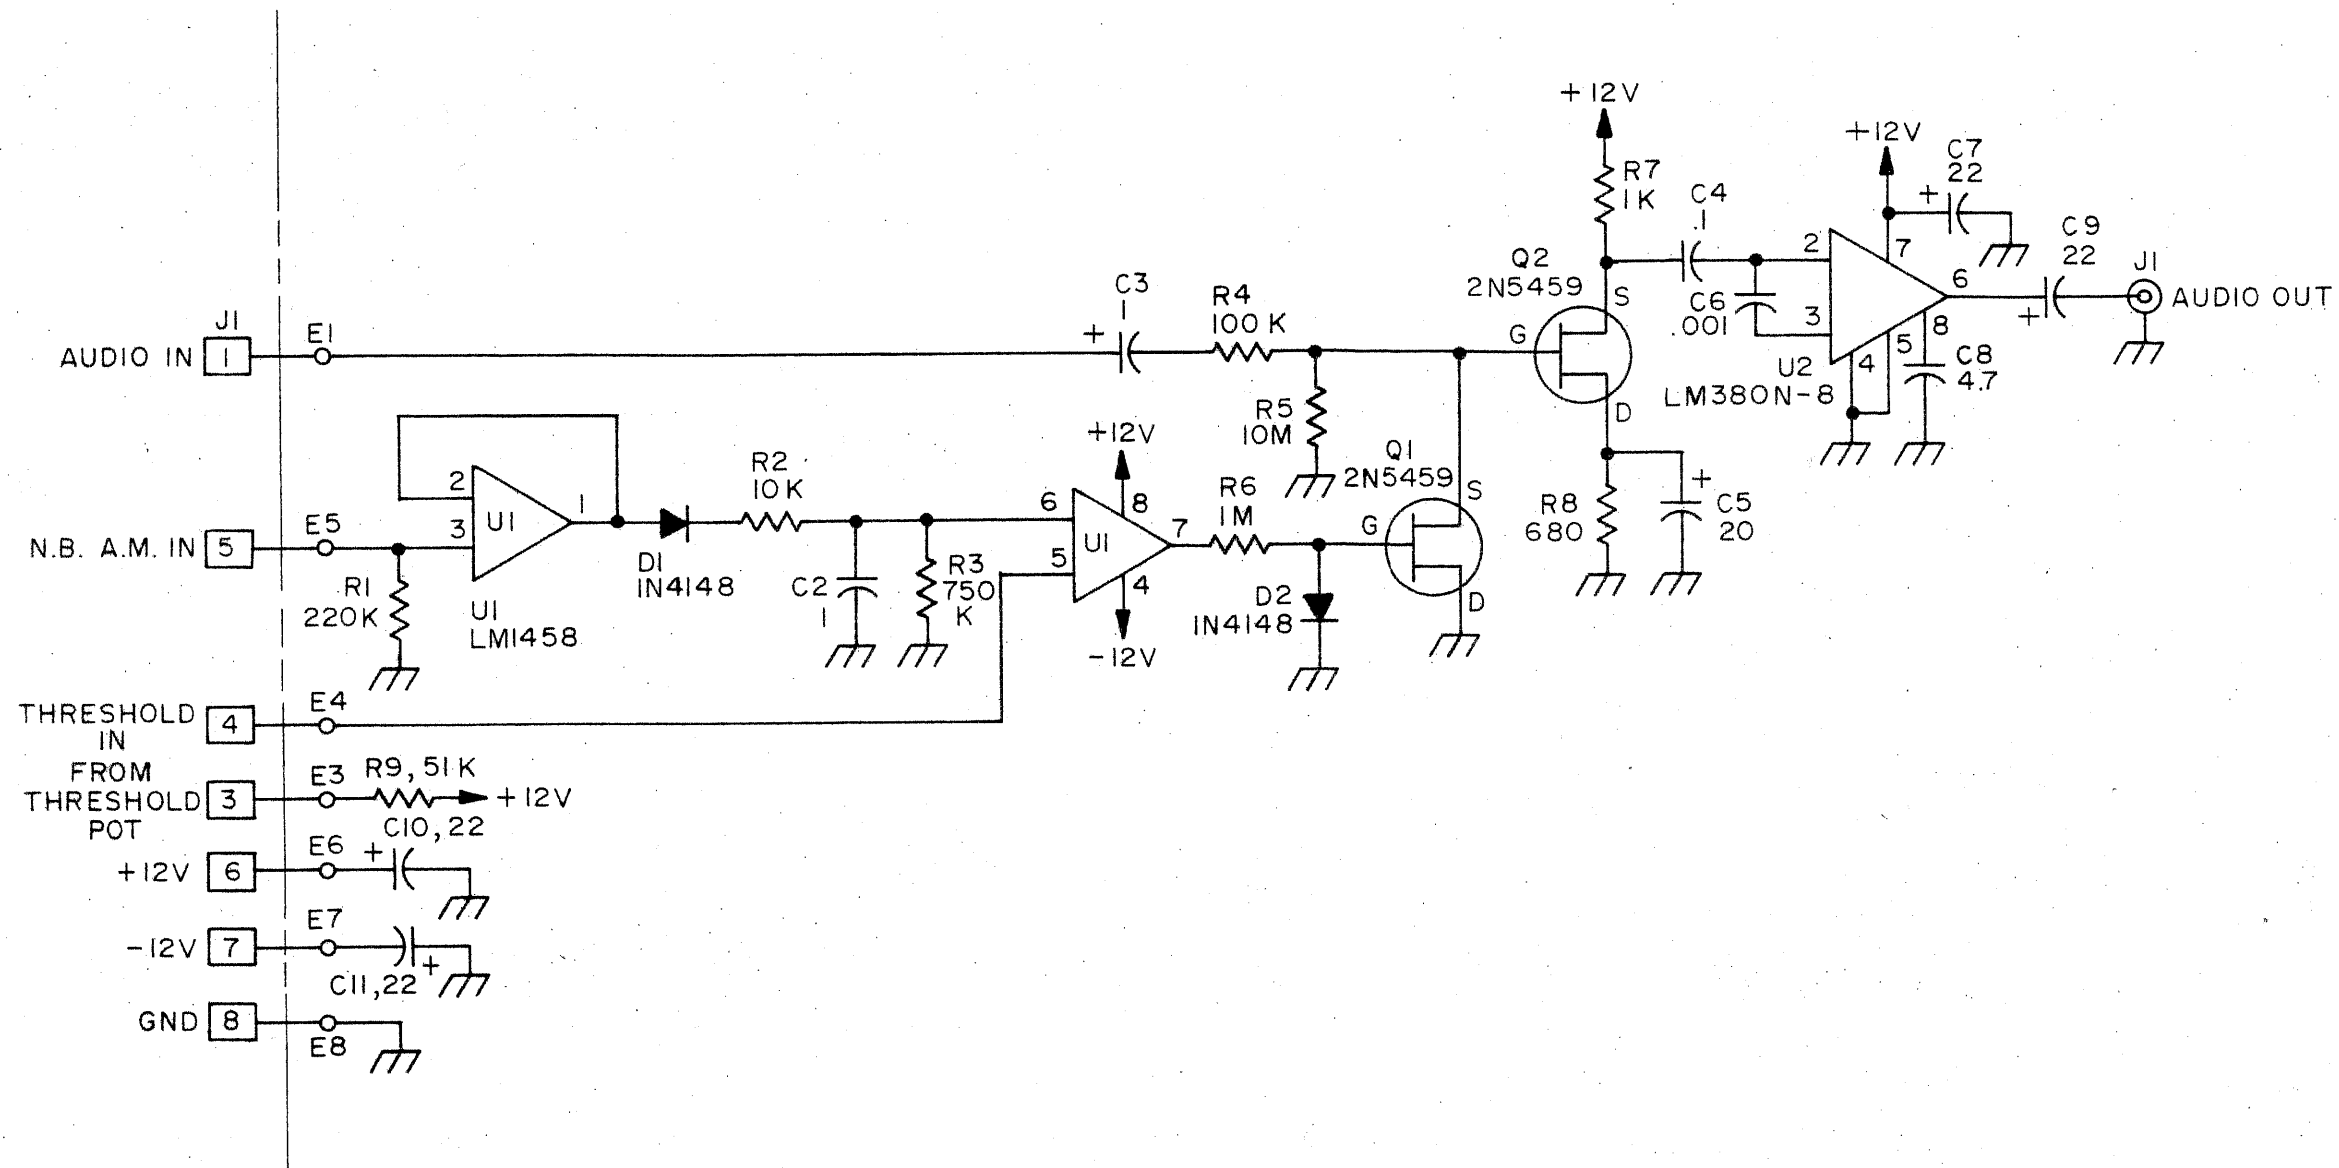 +12V
R7
1K
+12V
C7
22
+
C4
.1
2
7
C9
22
Q2
2N5459
S
C6
.001
3
6
8
5
4
+
J1
AUDIO OUT
U2
LM380N-8
C8
4.7
G
D
J1
AUDIO IN
1
E1
C3
1
+
R4
100K
R5
10M
+12V
Q1
2N5459
S
R8
680
+
C5
20
N.B. A.M. IN
5
E5
R1
220K
2
3
U1
1
U1
LM1458
D1
1N4148
R2
10K
C2
1
R3
750
K
6
5
U1
8
7
4
-12V
R6
1M
G
D
D2
1N4148
THRESHOLD
IN
4
E4
FROM
THRESHOLD
POT
3
E3
R9, 51K
+12V
+12V
6
E6
C10, 22
+
-12V
7
E7
+
C11,22
GND
8
E8